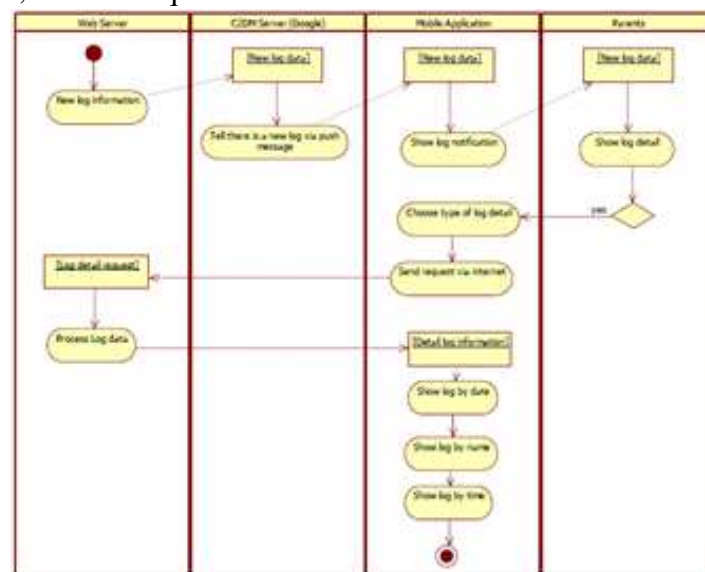 Web Server
C2DM Server (Google)
Mobile Application
Parents
[New log data]
[New log data]
[New log data]
New log information
Tell there is a new log via push
message
Show log notification
Show log detail
Choose type of log detail
yes
[Log detail request]
Send request via internet
Process Log data
[Detail log information]
Show log by date
Show log by name
Show log by time